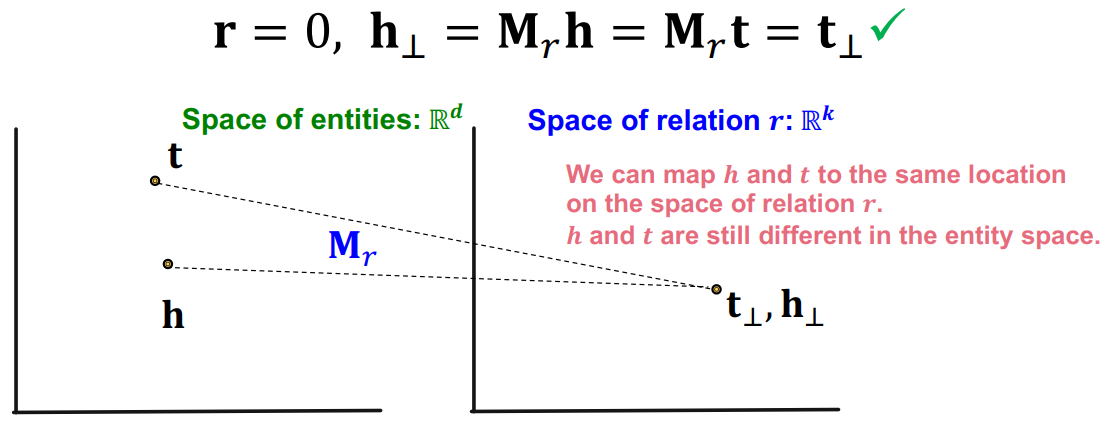 𝐫 = 0, 𝐡⊥ = 𝐌𝑟𝐡 = 𝐌𝑟𝐭 = 𝐭⊥ ✓
Space of entities: ℝ𝑑
Space of relation 𝒓: ℝ𝒌
𝐭
We can map ℎ and 𝑡 to the same location
on the space of relation 𝑟.
ℎ and 𝑡 are still different in the entity space.
𝐌𝑟
𝐡
𝐭⊥, 𝐡⊥